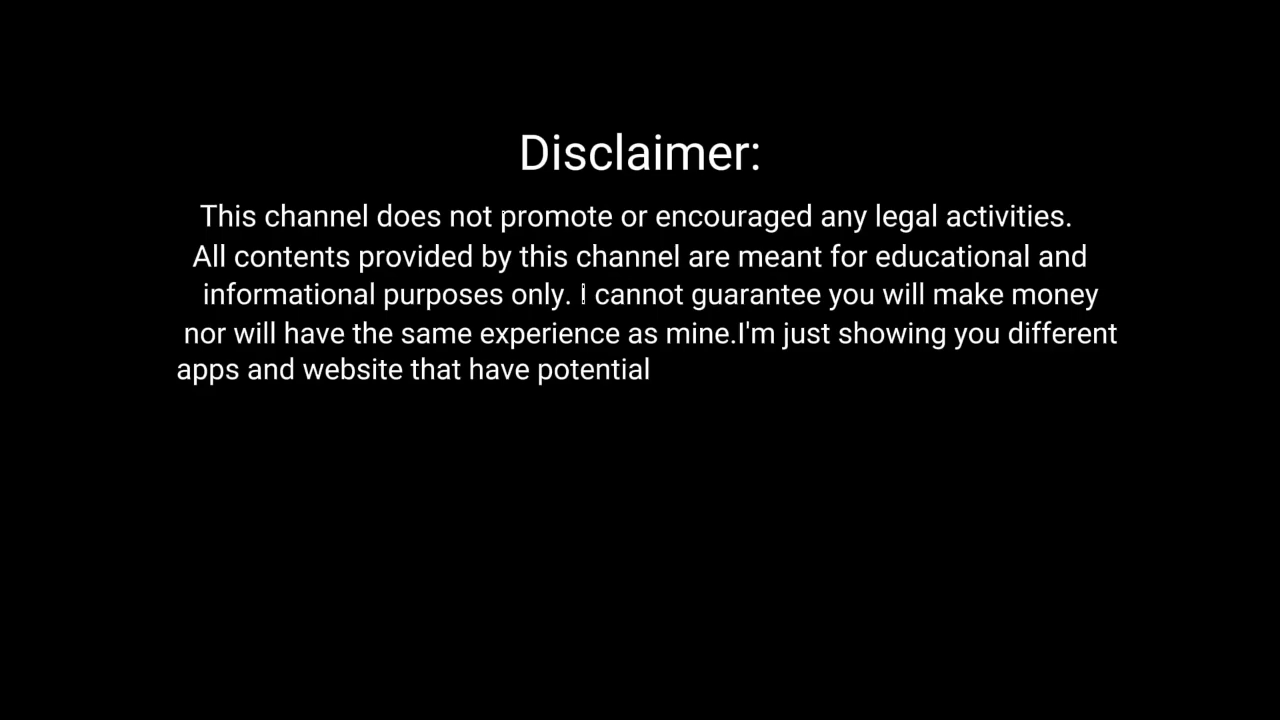 Disclaimer:
This channel does not promote or encouraged any legal activities.
All contents provided by this channel are meant for educational and
informational purposes only. I cannot guarantee you will make money
nor will have the same experience as mine.I'm just showing you different
apps and website that have potential